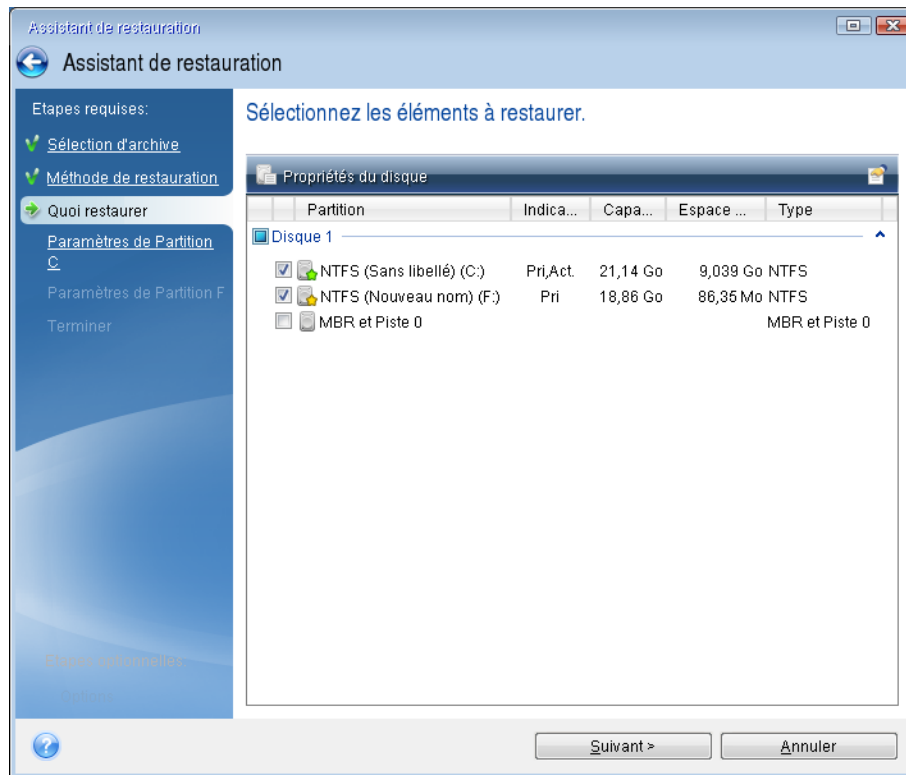 Assistant de restauration
Assistant de restauration
Etapes requises:
Sélection d'archive
Méthode de restauration
Quoi restaurer
Paramètres de Partition
C
Paramètres de Partition F
Terminer
Sélectionnez les éléments à restaurer.
Propriétés du disque
Partition Indica... Capa... Espace ... Type
Disque 1
NTFS (Sans libellé) (C:) Pri,Act. 21,14 Go 9,039 Go NTFS
NTFS (Nouveau nom) (F:) Pri 18,86 Go 86,35 Mo NTFS
MBR et Piste 0 MBR et Piste 0
Suivant >
Annuler